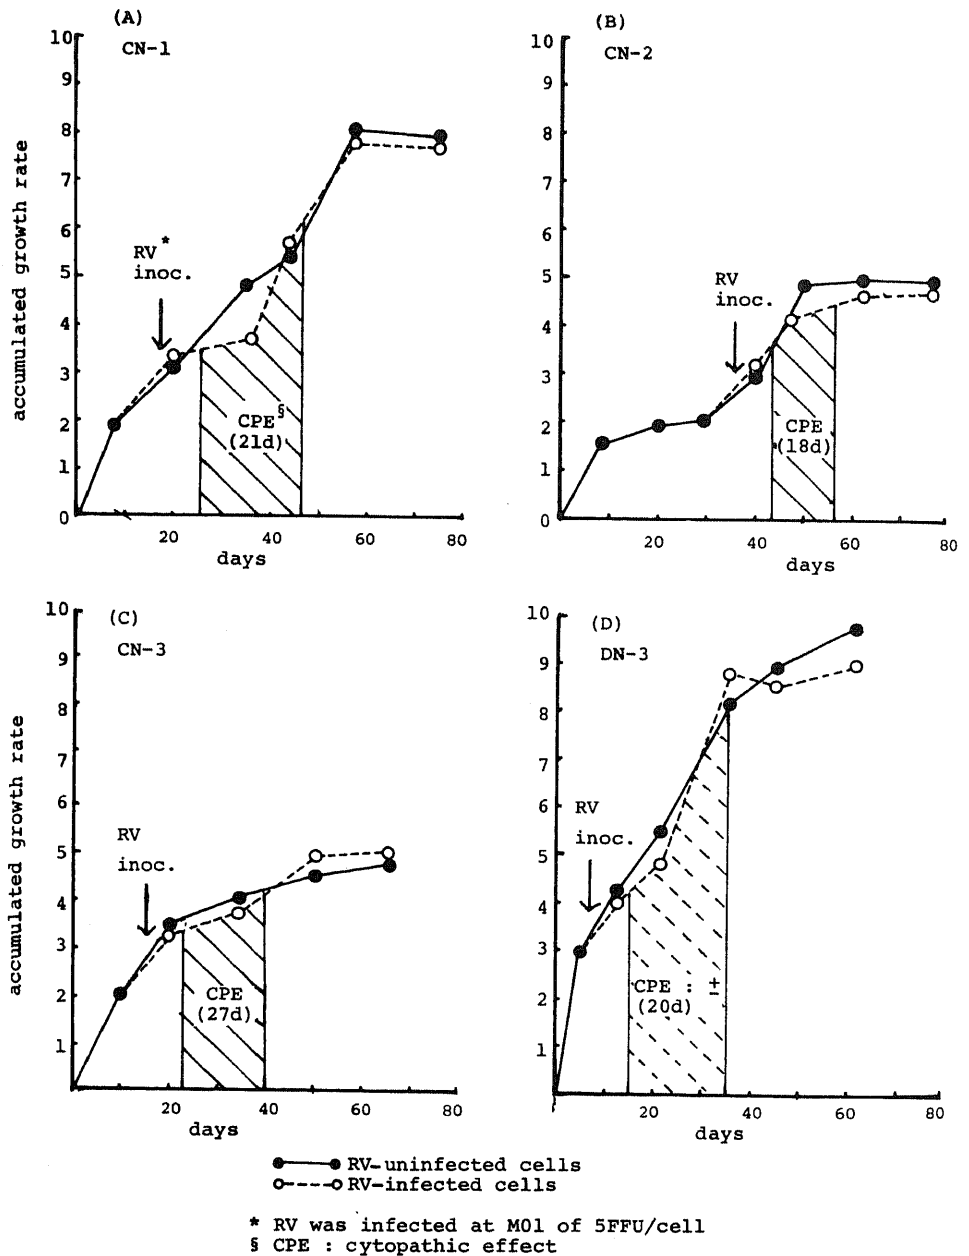 (A)
CN-1
10
9
8
7
6
5
4
3
2
1
0
accumulated growth rate
RV*
inoc.
CPE§
(21d)
20
40
60
80
days
(B)
CN-2
10
9
8
7
6
5
4
3
2
1
0
RV
inoc.
CPE
(18d)
20
40
60
80
days
(C)
CN-3
10
9
8
7
6
5
4
3
2
1
accumulated growth rate
RV
inoc.
CPE
(27d)
20
40
60
80
days
(D)
DN-3
10
9
8
7
6
5
4
3
2
1
RV
inoc.
CPE : ±
(20d)
20
40
60
80
days
RV-uninfected cells
RV-infected cells
* RV was infected at MO1 of 5FFU/cell
§ CPE : cytopathic effect